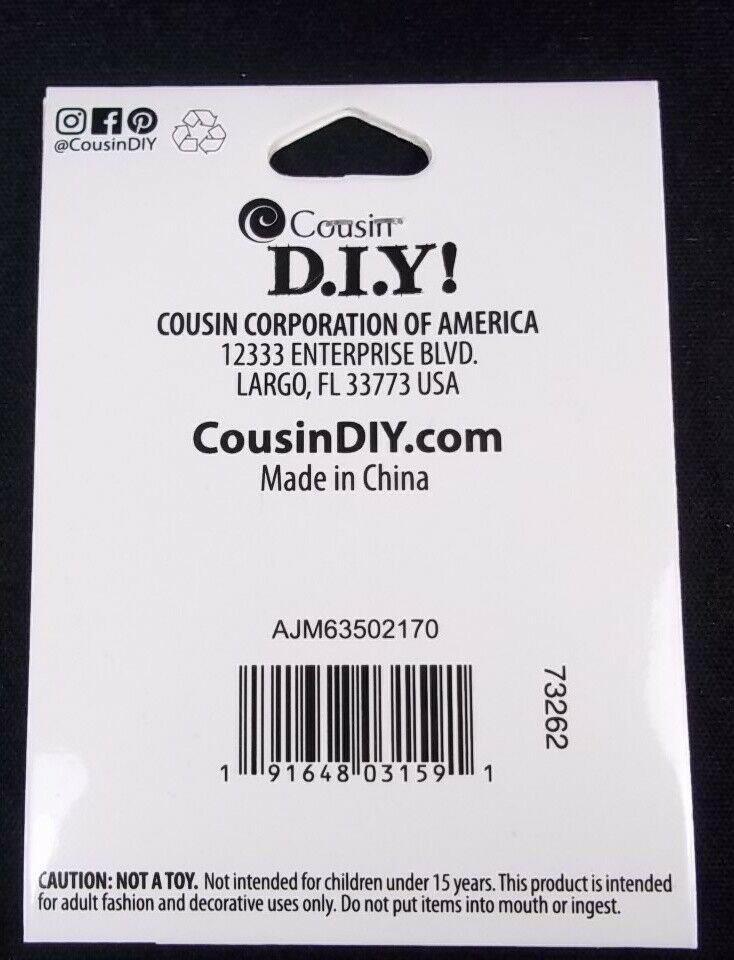 @CousinDIY
Cousin®
D.I.Y!
COUSIN CORPORATION OF AMERICA
12333 ENTERPRISE BLVD.
LARGO, FL 33773 USA
CousinDIY.com
Made in China
AJM63502170
73262
1 91648 03159 1
CAUTION: NOT A TOY. Not intended for children under 15 years. This product is intended
for adult fashion and decorative uses only. Do not put items into mouth or ingest.